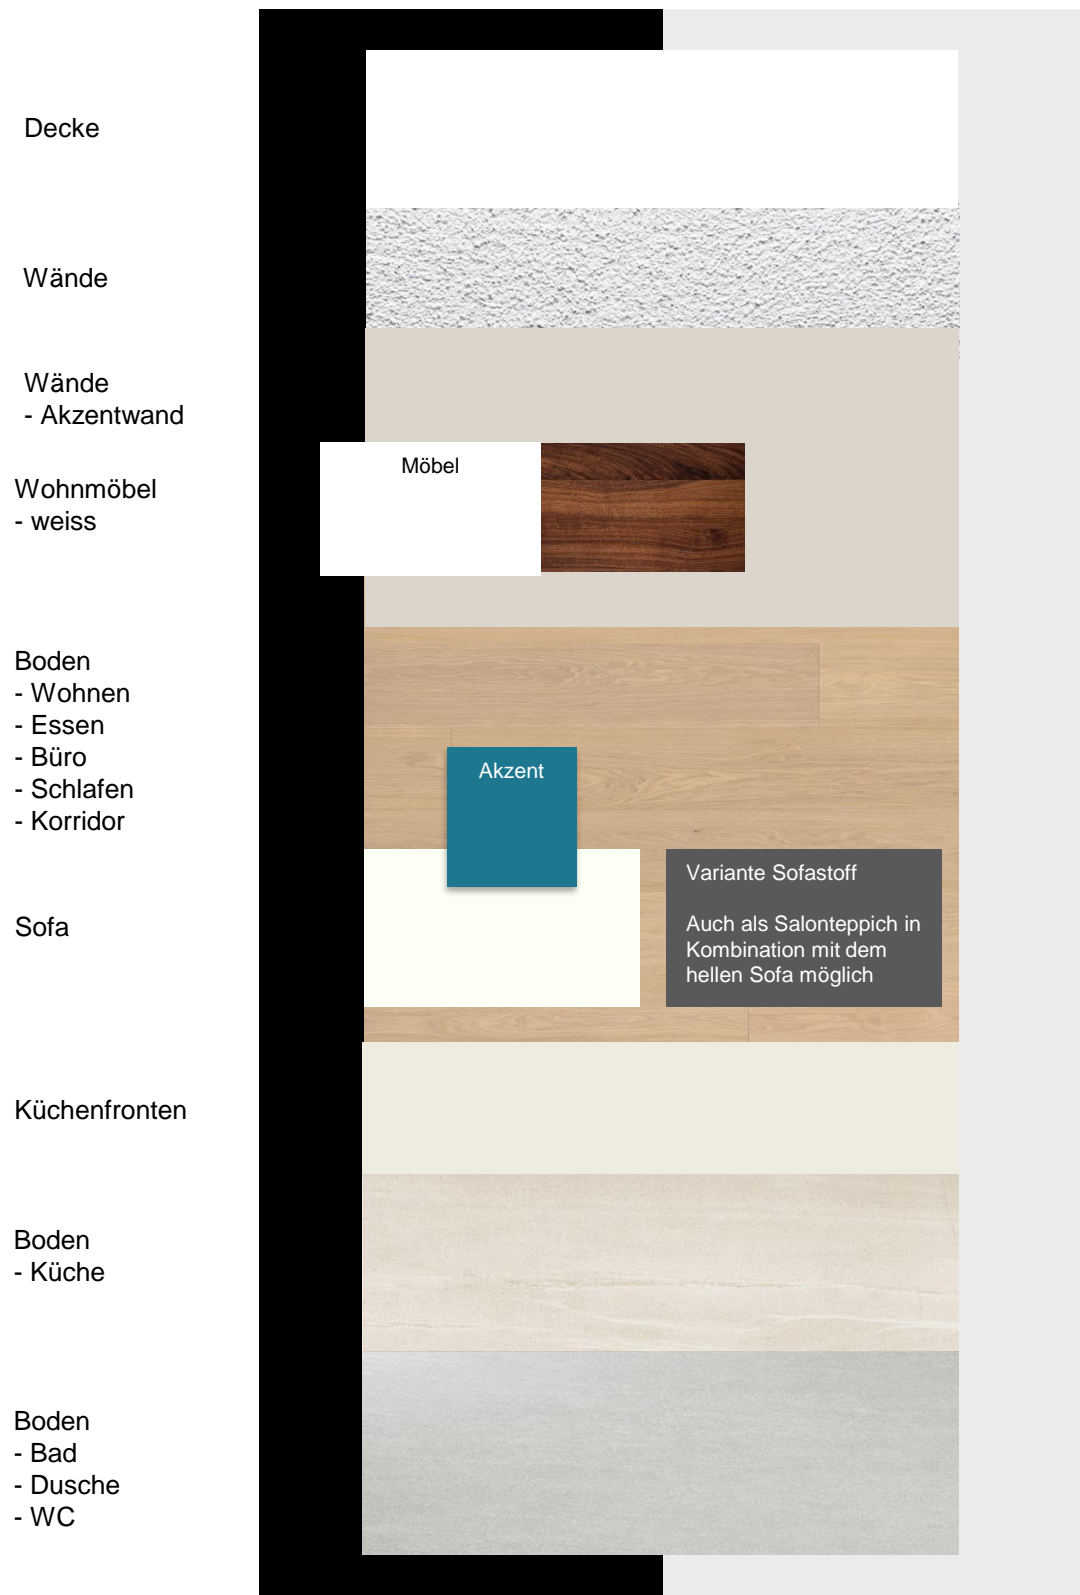 Decke
Wände
Wände
- Akzentwand
Möbel
Wohnmöbel
- weiss
Boden
- Wohnen
- Essen
- Büro
- Schlafen
- Korridor
Akzent
Variante Sofastoff
Auch als Salonteppich in
Kombination mit dem
hellen Sofa möglich
Sofa
Küchenfronten
Boden
- Küche
Boden
- Bad
- Dusche
- WC